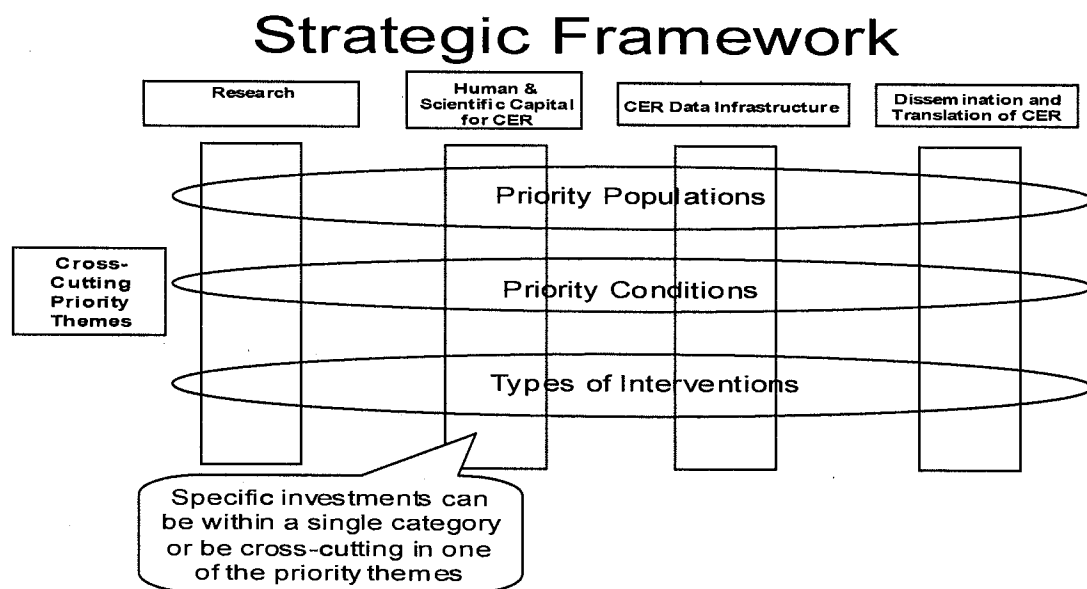 Strategic Framework
Research
Human &
Scientific Capital
for CER
CER Data Infrastructure
Dissemination and
Translation of CER
Priority Populations
Cross-
Cutting
Priority
Themes
Priority Conditions
Types of Interventions
Specific investments can
be within a single category
or be cross-cutting in one
of the priority themes